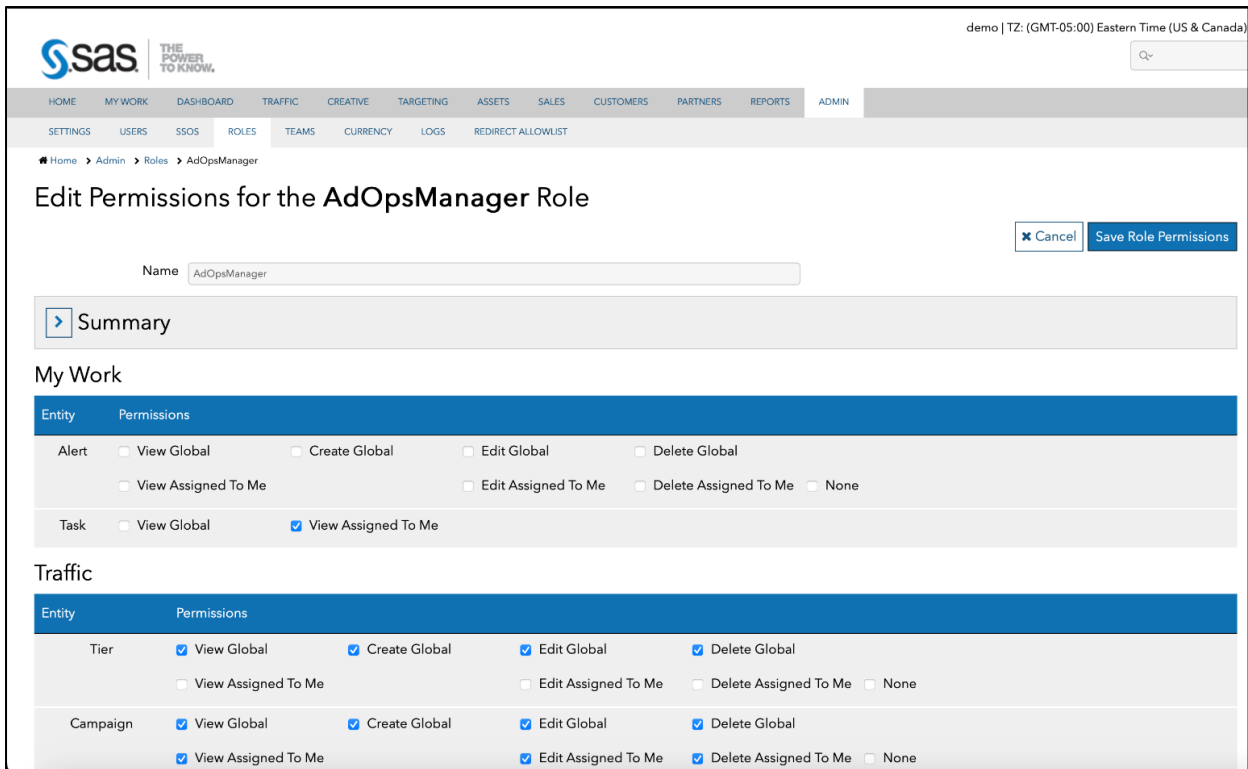 demo | TZ: (GMT-05:00) Eastern Time (US & Canada)
sas THE POWER TO KNOW.
HOME MY WORK DASHBOARD TRAFFIC CREATIVE TARGETING ASSETS SALES CUSTOMERS PARTNERS REPORTS ADMIN
SETTINGS USERS SSOS ROLES TEAMS CURRENCY LOGS REDIRECT ALLOWLIST
Home > Admin > Roles > AdOpsManager
Edit Permissions for the AdOpsManager Role
Cancel Save Role Permissions
Name AdOpsManager
Summary
My Work
Entity Permissions
Alert View Global Create Global Edit Global Delete Global
View Assigned To Me Edit Assigned To Me Delete Assigned To Me None
Task View Global View Assigned To Me
Traffic
Entity Permissions
Tier View Global Create Global Edit Global Delete Global
View Assigned To Me Edit Assigned To Me Delete Assigned To Me None
Campaign View Global Create Global Edit Global Delete Global
View Assigned To Me Edit Assigned To Me Delete Assigned To Me None